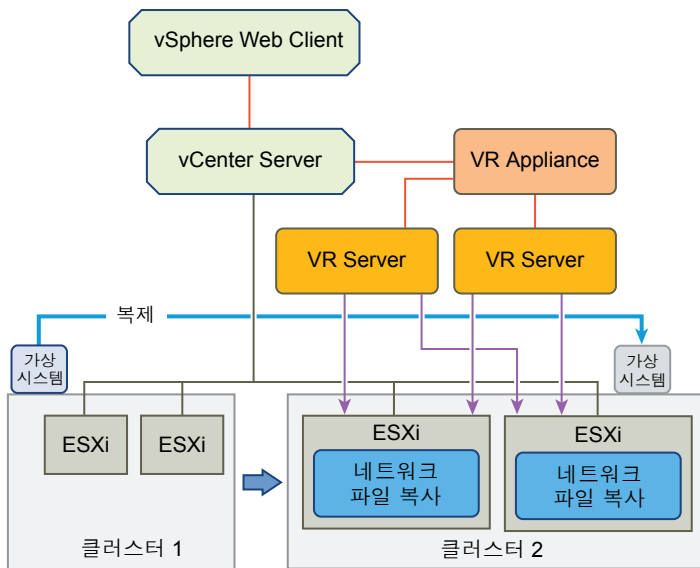 vSphere Web Client
vCenter Server
VR Appliance
VR Server
VR Server
복제
가상
시스템
가상
시스템
ESXi
ESXi
ESXi
네트워크
파일 복사
ESXi
네트워크
파일 복사
클러스터 1
클러스터 2